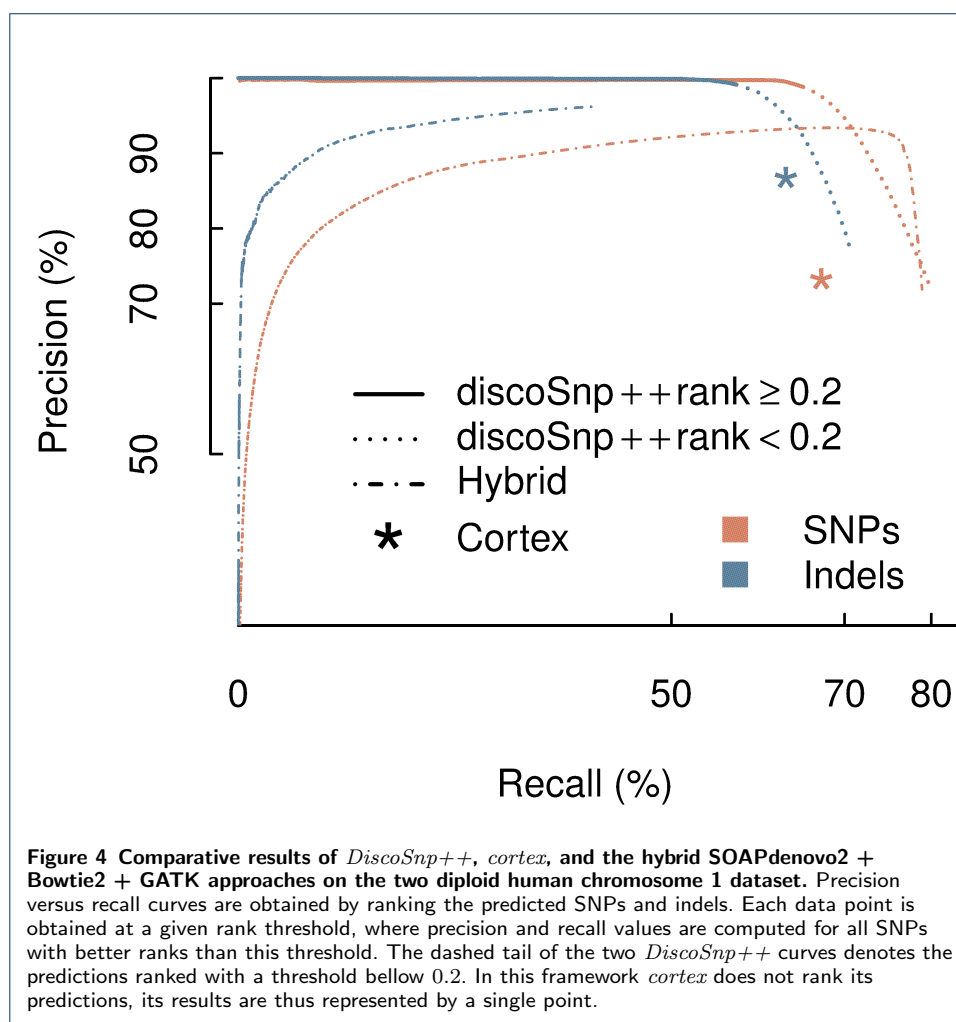 Precision (%)
90
80
70
50
discoSnp++rank ≥ 0.2
discoSnp++rank < 0.2
Hybrid
* Cortex
SNPs
Indels
0 50 70 80
Recall (%)
Figure 4 Comparative results of DiscoSnp++, cortex, and the hybrid SOAPdenovo2 +
Bowtie2 + GATK approaches on the two diploid human chromosome 1 dataset. Precision
versus recall curves are obtained by ranking the predicted SNPs and indels. Each data point is
obtained at a given rank threshold, where precision and recall values are computed for all SNPs
with better ranks than this threshold. The dashed tail of the two DiscoSnp++ curves denotes the
predictions ranked with a threshold bellow 0.2. In this framework cortex does not rank its
predictions, its results are thus represented by a single point.